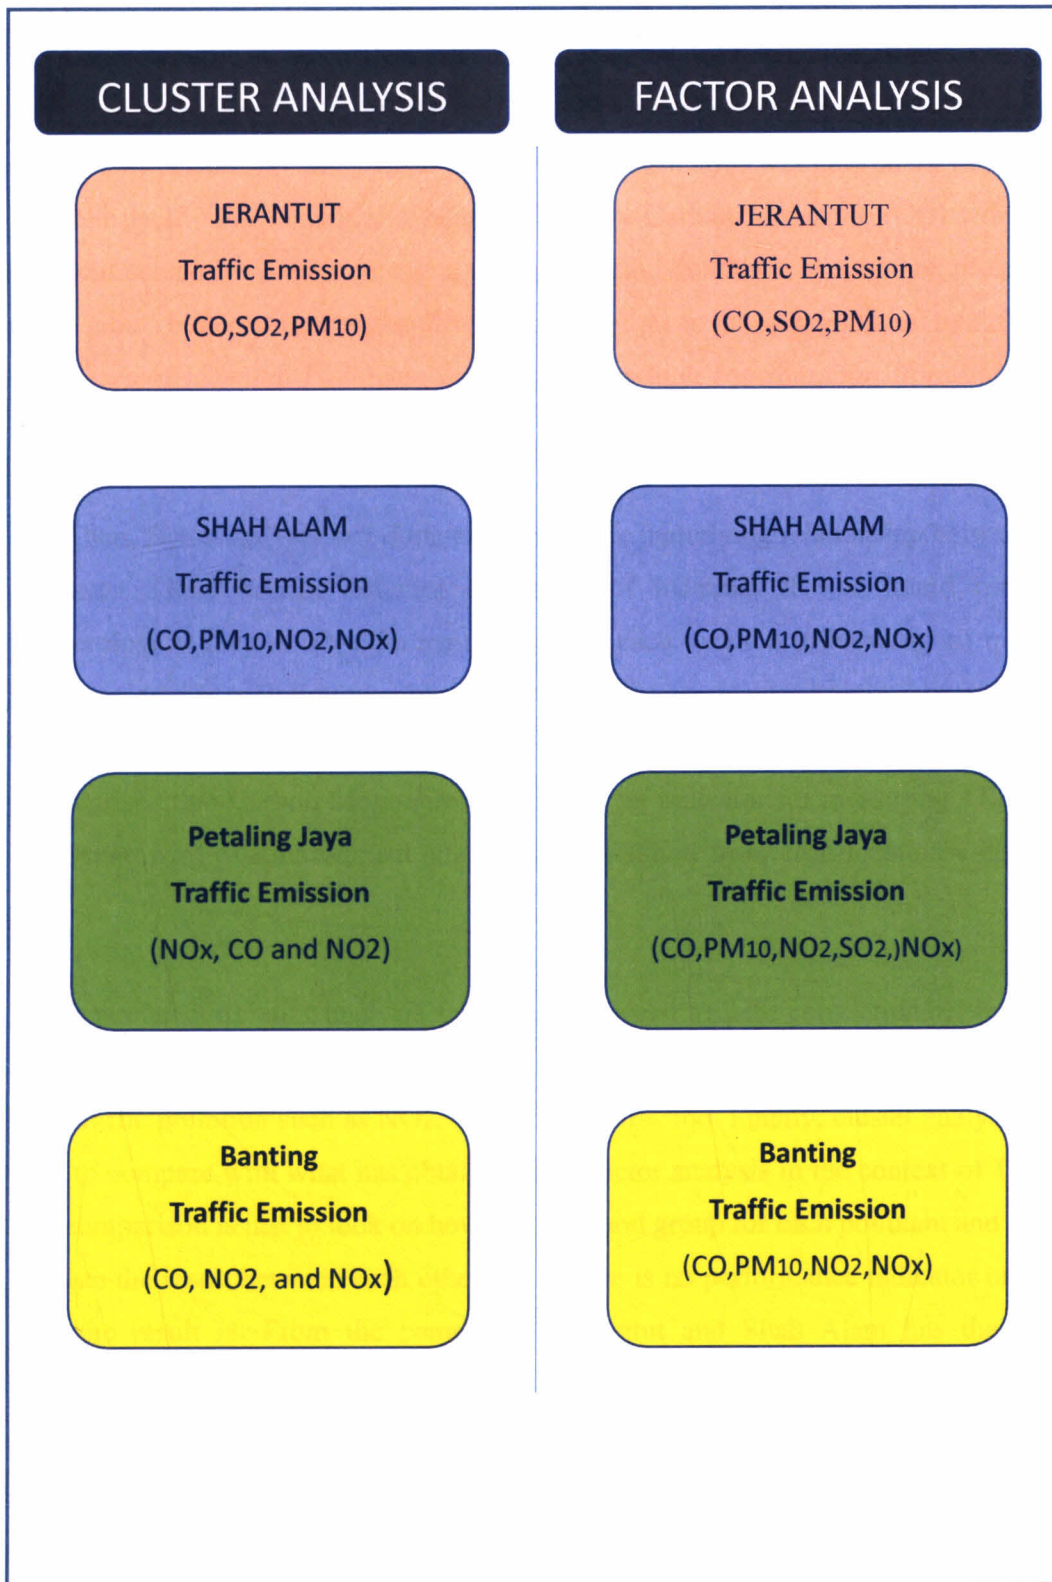 CLUSTER ANALYSIS
JERANTUT
Traffic Emission
(CO,SO2,PM10)
SHAH ALAM
Traffic Emission
(CO,PM10,NO2,NOx)
Petaling Jaya
Traffic Emission
(NOx, CO and NO2)
Banting
Traffic Emission
(CO, NO2, and NOx)
FACTOR ANALYSIS
JERANTUT
Traffic Emission
(CO,SO2,PM10)
SHAH ALAM
Traffic Emission
(CO,PM10,NO2,NOx)
Petaling Jaya
Traffic Emission
(CO,PM10,NO2,SO2,)NOx)
Banting
Traffic Emission
(CO,PM10,NO2,NOx)